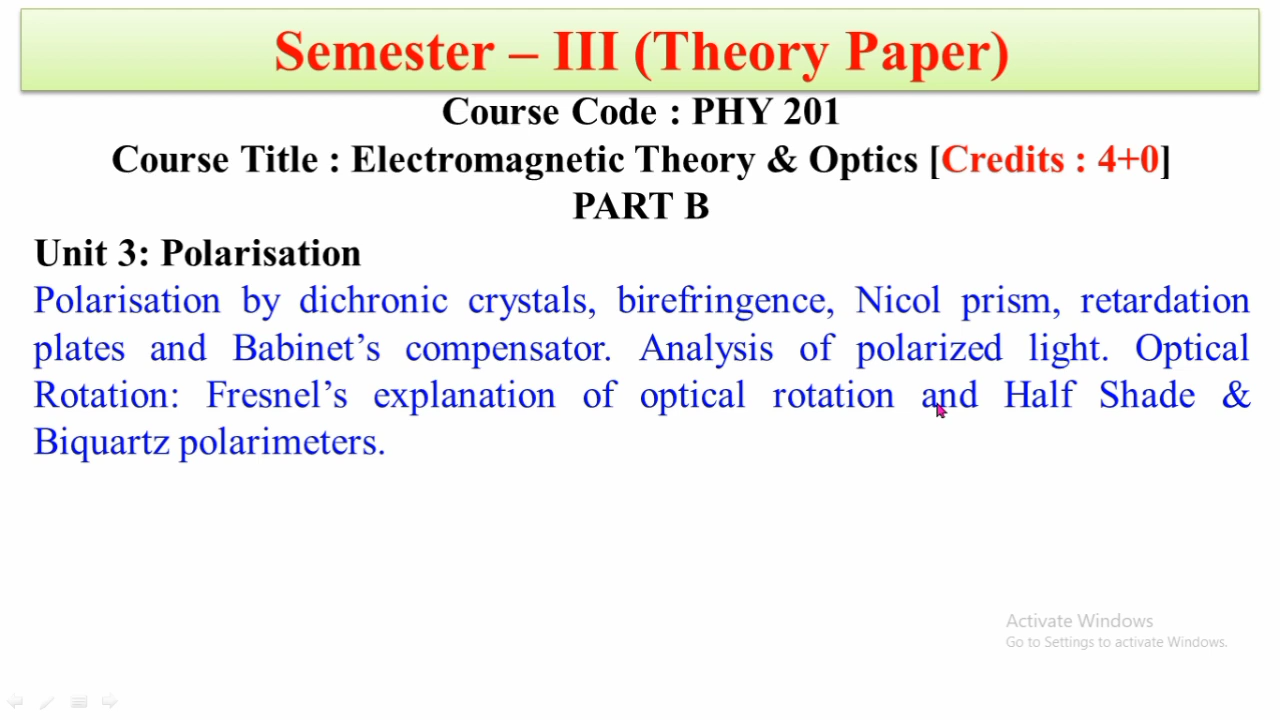 Semester – III (Theory Paper)
Course Code : PHY 201
Course Title : Electromagnetic Theory & Optics [Credits : 4+0]
PART B
Unit 3: Polarisation
Polarisation by dichronic crystals, birefringence, Nicol prism, retardation
plates and Babinet’s compensator. Analysis of polarized light. Optical
Rotation: Fresnel’s explanation of optical rotation and Half Shade &
Biquartz polarimeters.
Activate Windows
Go to Settings to activate Windows.